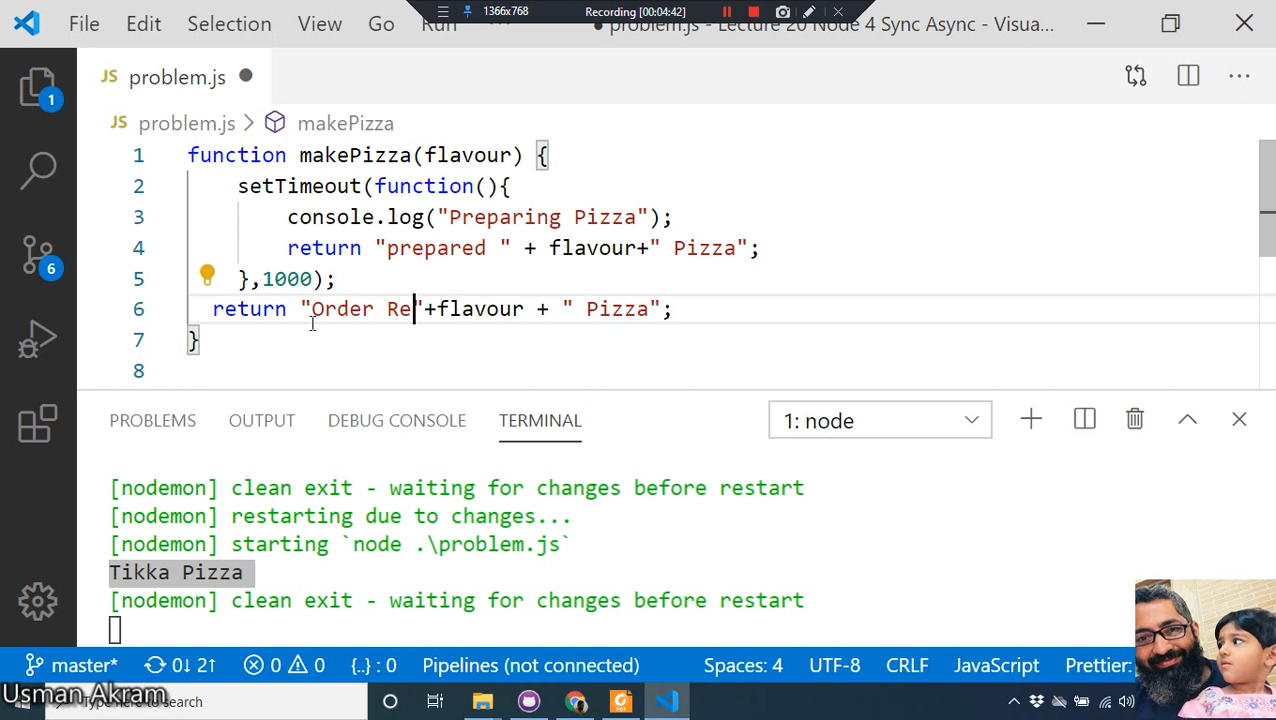 File Edit Selection View Go Run
1366x768 Recording [00:04:42]
● problem.js - Lecture 20 Node 4 Sync Async - Visua...
JS problem.js ●
JS problem.js > makePizza
1 function makePizza(flavour) {
2 setTimeout(function(){
3 console.log("Preparing Pizza");
4 return "prepared " + flavour+" Pizza";
5 },1000);
6 return "Order Re"+flavour + " Pizza";
7 }
8
PROBLEMS OUTPUT DEBUG CONSOLE TERMINAL 1: node
[nodemon] clean exit - waiting for changes before restart
[nodemon] restarting due to changes...
[nodemon] starting `node .\problem.js`
Tikka Pizza
[nodemon] clean exit - waiting for changes before restart
1
6
master* 0↓ 2↑ 0 0 {..} : 0 Pipelines (not connected) Spaces: 4 UTF-8 CRLF JavaScript Prettier:
Usman Akram
Type here to search